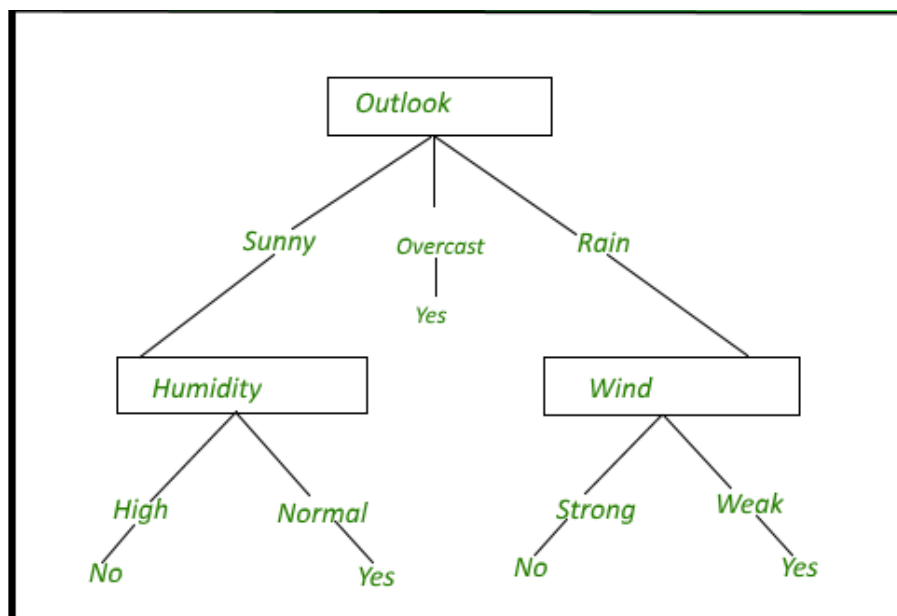 Outlook
Sunny
Overcast
Rain
Yes
Humidity
Wind
High
Normal
Strong
Weak
No
Yes
No
Yes